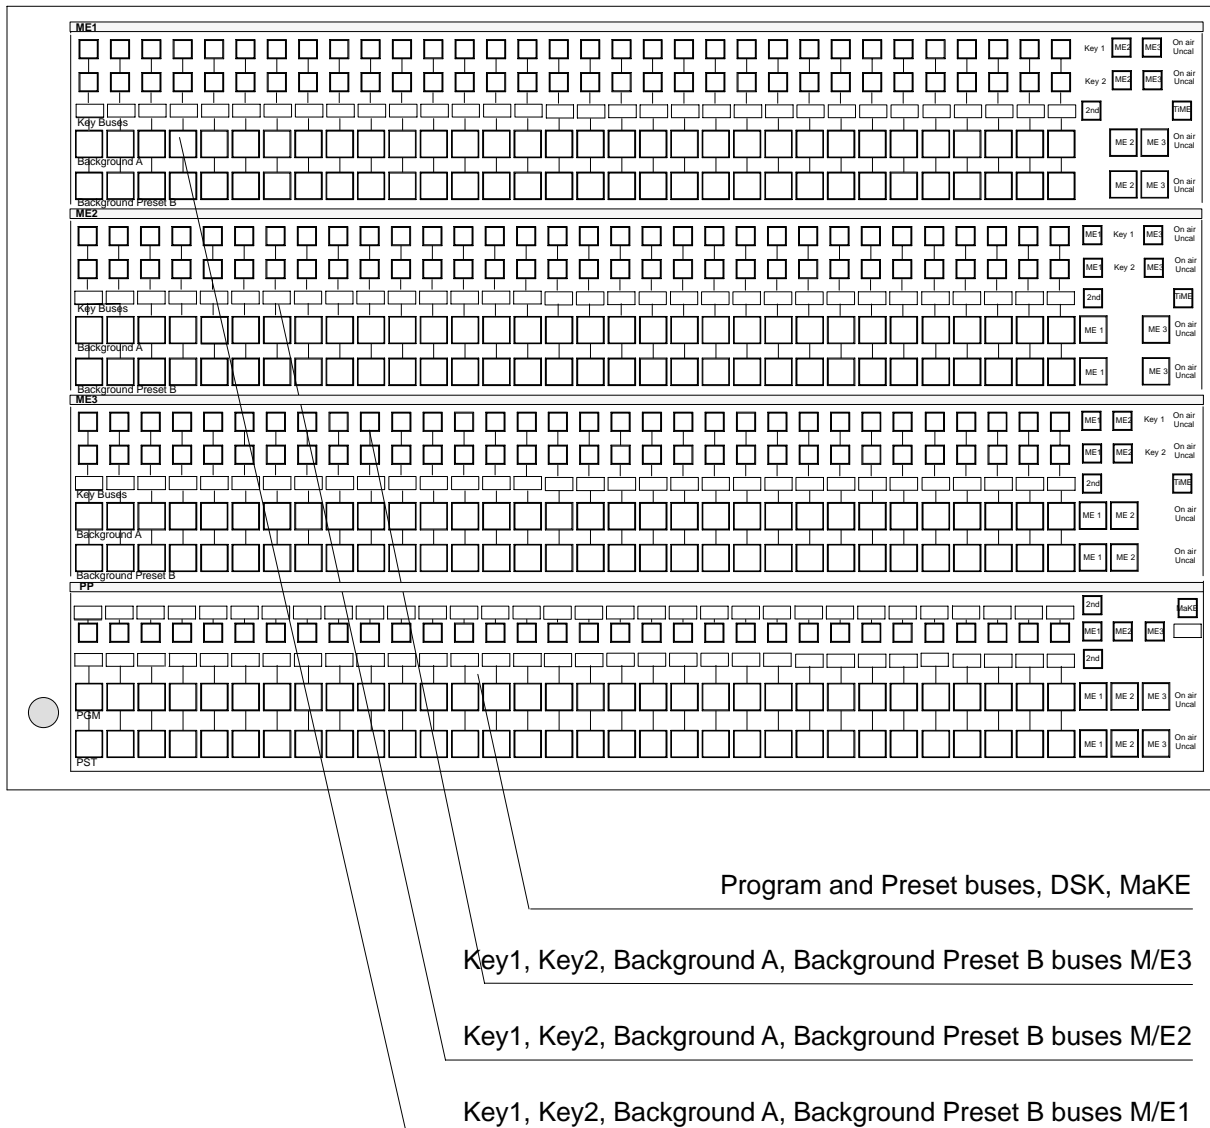 ME1
Key 1 ME2 ME3 On air
Uncal
Key 2 ME2 ME3 On air
Uncal
2nd TiME
Key Buses
ME 2 ME 3 On air
Uncal
Background A
ME 2 ME 3 On air
Uncal
Background Preset B
ME2
ME1 Key 1 ME3 On air
Uncal
ME1 Key 2 ME3 On air
Uncal
2nd TiME
Key Buses
ME 1 ME 3 On air
Uncal
Background A
ME 1 ME 3 On air
Uncal
Background Preset B
ME3
ME1 ME2 Key 1 On air
Uncal
ME1 ME2 Key 2 On air
Uncal
2nd TiME
Key Buses
ME 1 ME 2 On air
Uncal
Background A
ME 1 ME 2 On air
Uncal
Background Preset B
PP
2nd MaKE
ME1 ME2 ME3
2nd
ME 1 ME 2 ME 3 On air
Uncal
PGM
ME 1 ME 2 ME 3 On air
Uncal
PST
Program and Preset buses, DSK, MaKE
Key1, Key2, Background A, Background Preset B buses M/E3
Key1, Key2, Background A, Background Preset B buses M/E2
Key1, Key2, Background A, Background Preset B buses M/E1